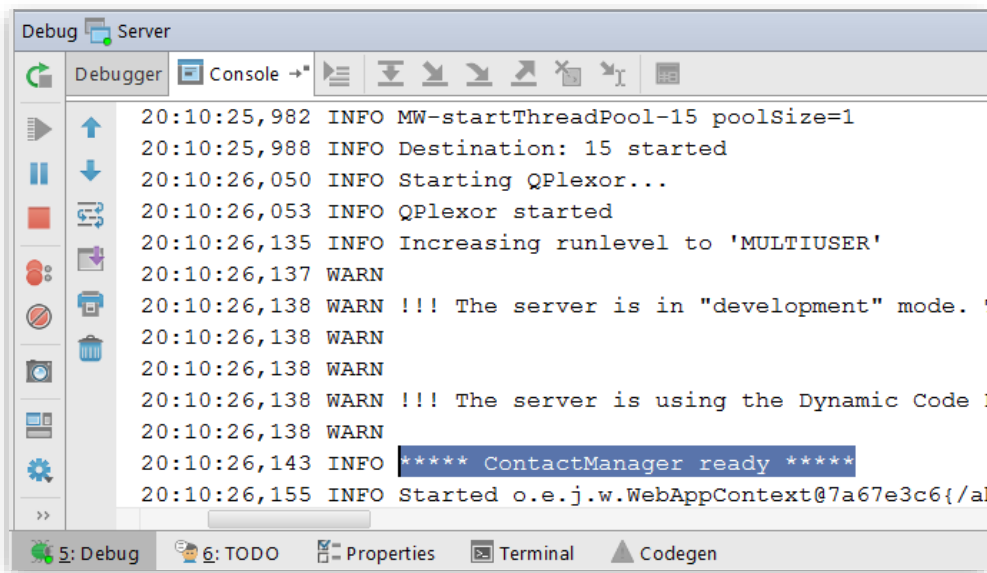 Debug Server
Debugger Console
20:10:25,982 INFO MW-startThreadPool-15 poolSize=1
20:10:25,988 INFO Destination: 15 started
20:10:26,050 INFO Starting QPlexor...
20:10:26,053 INFO QPlexor started
20:10:26,135 INFO Increasing runlevel to 'MULTIUSER'
20:10:26,137 WARN
20:10:26,138 WARN !!! The server is in "development" mode.
20:10:26,138 WARN
20:10:26,138 WARN
20:10:26,138 WARN !!! The server is using the Dynamic Code
20:10:26,138 WARN
20:10:26,143 INFO ***** ContactManager ready *****
20:10:26,155 INFO Started o.e.j.w.WebAppContext@7a67e3c6{/
5: Debug 6: TODO Properties Terminal Codegen